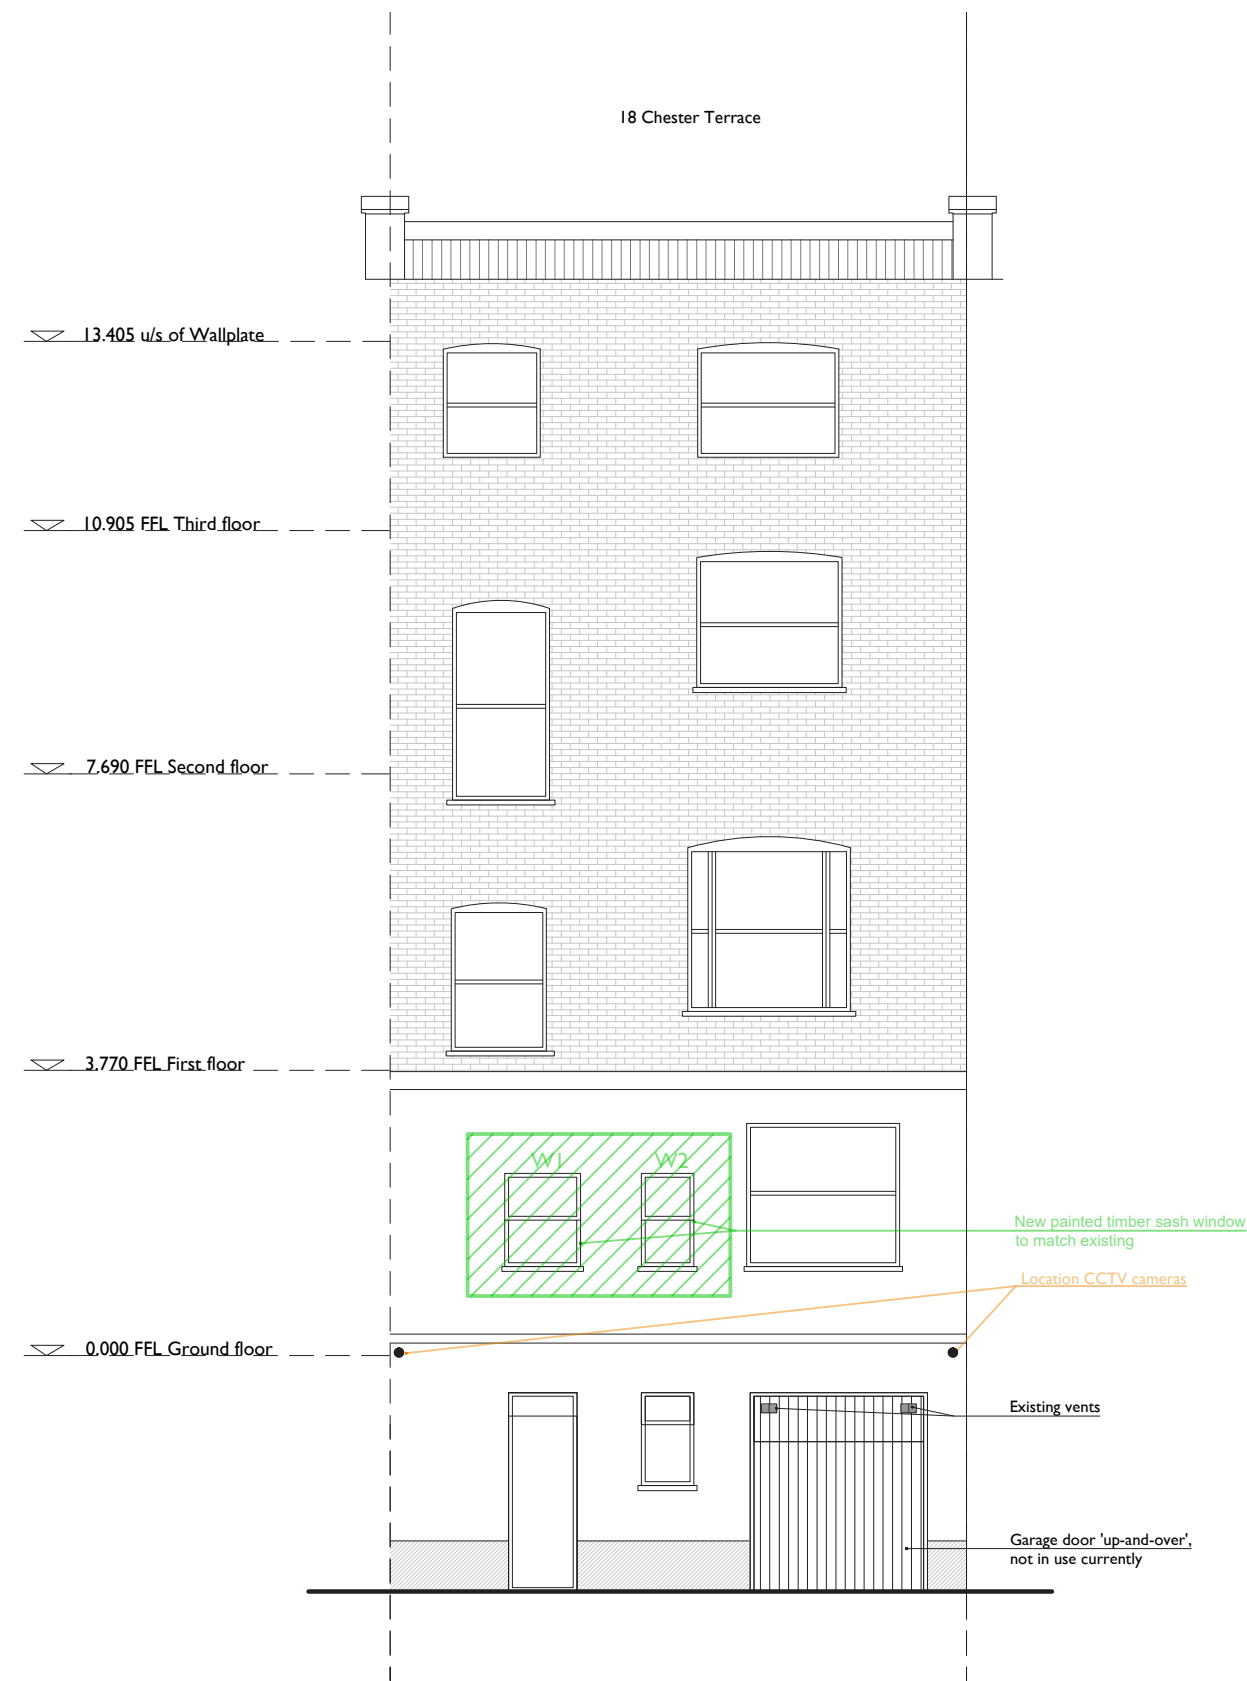 18 Chester Terrace
13.405 u/s of Wallplate
10.905 FFL Third floor
7.690 FFL Second floor
3.770 FFL First floor
W1
W2
New painted timber sash window
to match existing
Location CCTV cameras
0.000 FFL Ground floor
Existing vents
Garage door 'up-and-over',
not in use currently